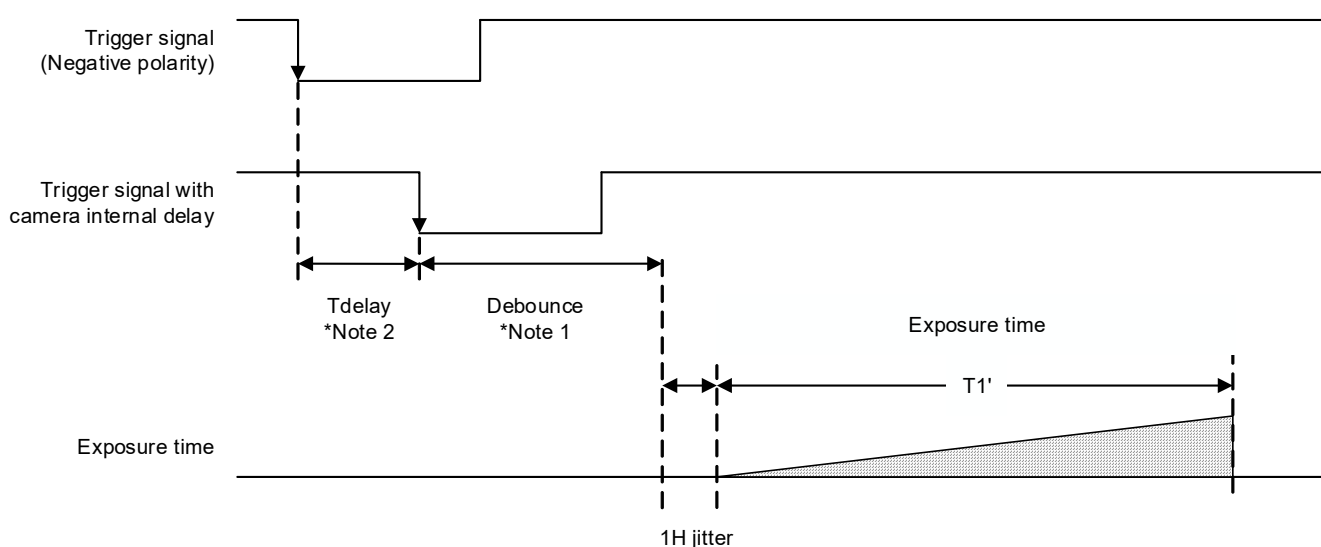 Trigger signal
(Negative polarity)
Trigger signal with
camera internal delay
Tdelay
*Note 2
Debounce
*Note 1
Exposure time
T1'
Exposure time
1H jitter